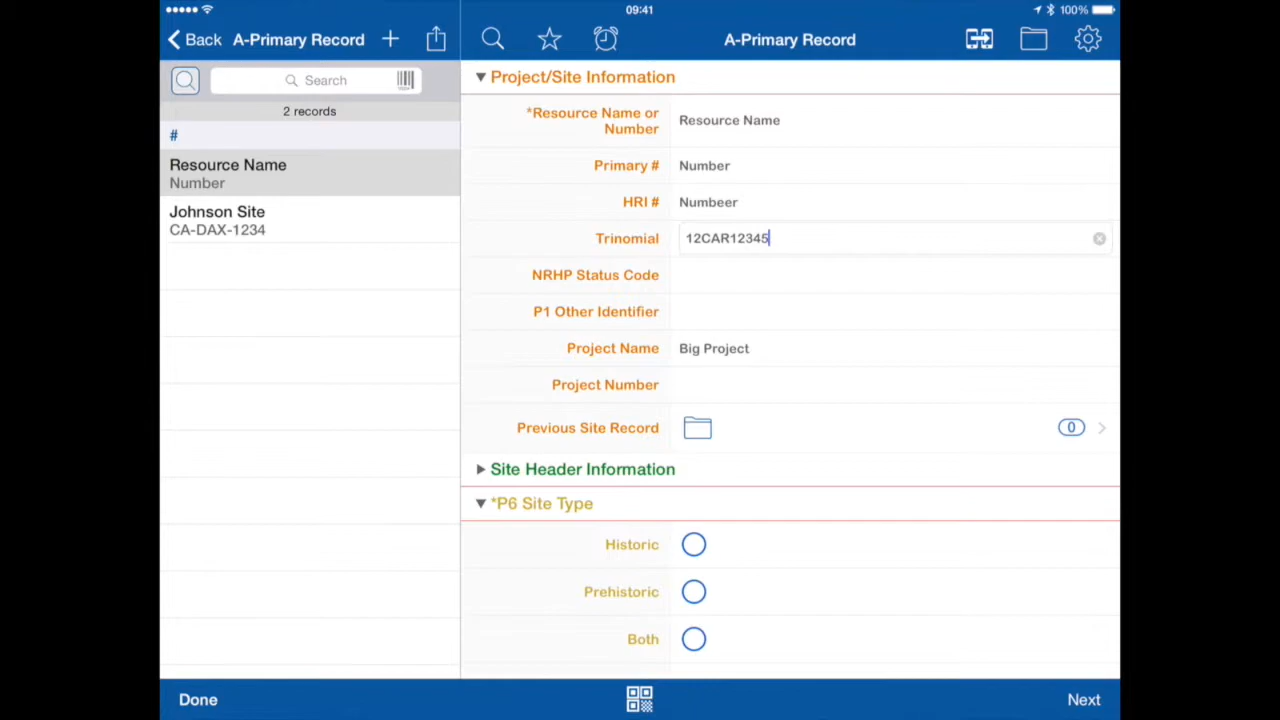 09:41
100%
Back
A-Primary Record
A-Primary Record
Search
2 records
#
Resource Name
Number
Johnson Site
CA-DAX-1234
Project/Site Information
*Resource Name or
Number
Resource Name
Primary #
Number
HRI #
Numbeer
Trinomial
12CAR12345
NRHP Status Code
P1 Other Identifier
Project Name
Big Project
Project Number
Previous Site Record
0
Site Header Information
*P6 Site Type
Historic
Prehistoric
Both
Done
Next